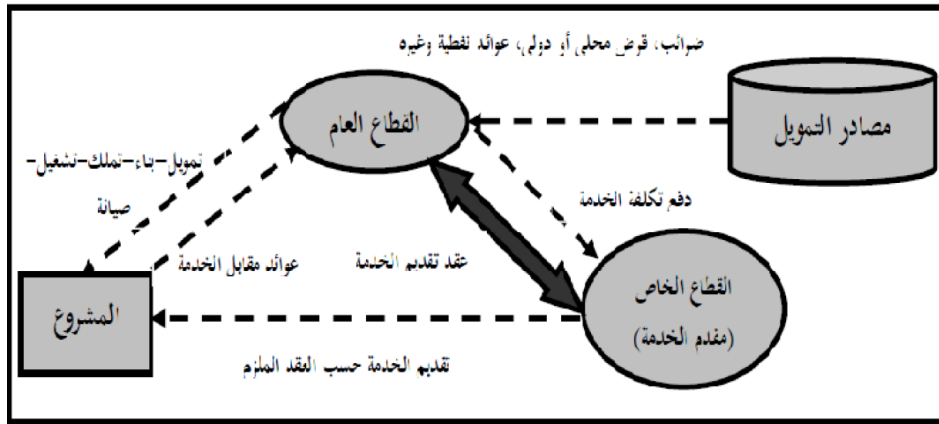 ضرائب، قرض محلي أو دولي، عوائد نفطية وغيره
مصادر التمويل
القطاع العام
تمويل-بناء-تملك-تشغيل-
صيانة
دفع تكلفة الخدمة
عوائد مقابل الخدمة
عقد تقديم الخدمة
القطاع الخاص
(مقدم الخدمة)
المشروع
تقديم الخدمة حسب العقد الملزم